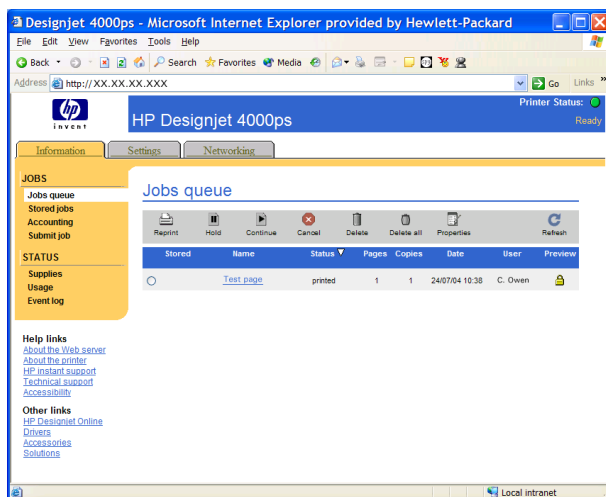 Designjet 4000ps - Microsoft Internet Explorer provided by Hewlett-Packard
File Edit View Favorites Tools Help
Back Search Favorites Media
Address http://XX.XX.XX.XXX Go Links »
hp
invent
HP Designjet 4000ps
Printer Status:
Ready
Information Settings Networking
JOBS
Jobs queue
Stored jobs
Accounting
Submit job
STATUS
Supplies
Usage
Event log
Help links
About the Web server
About the printer
HP instant support
Technical support
Accessibility
Other links
HP Designjet Online
Drivers
Accessories
Solutions
Jobs queue
Reprint Hold Continue Cancel Delete Delete all Properties Refresh
Stored Name Status Pages Copies Date User Preview
Test page printed 1 1 24/07/04 10:38 C. Owen
Local intranet